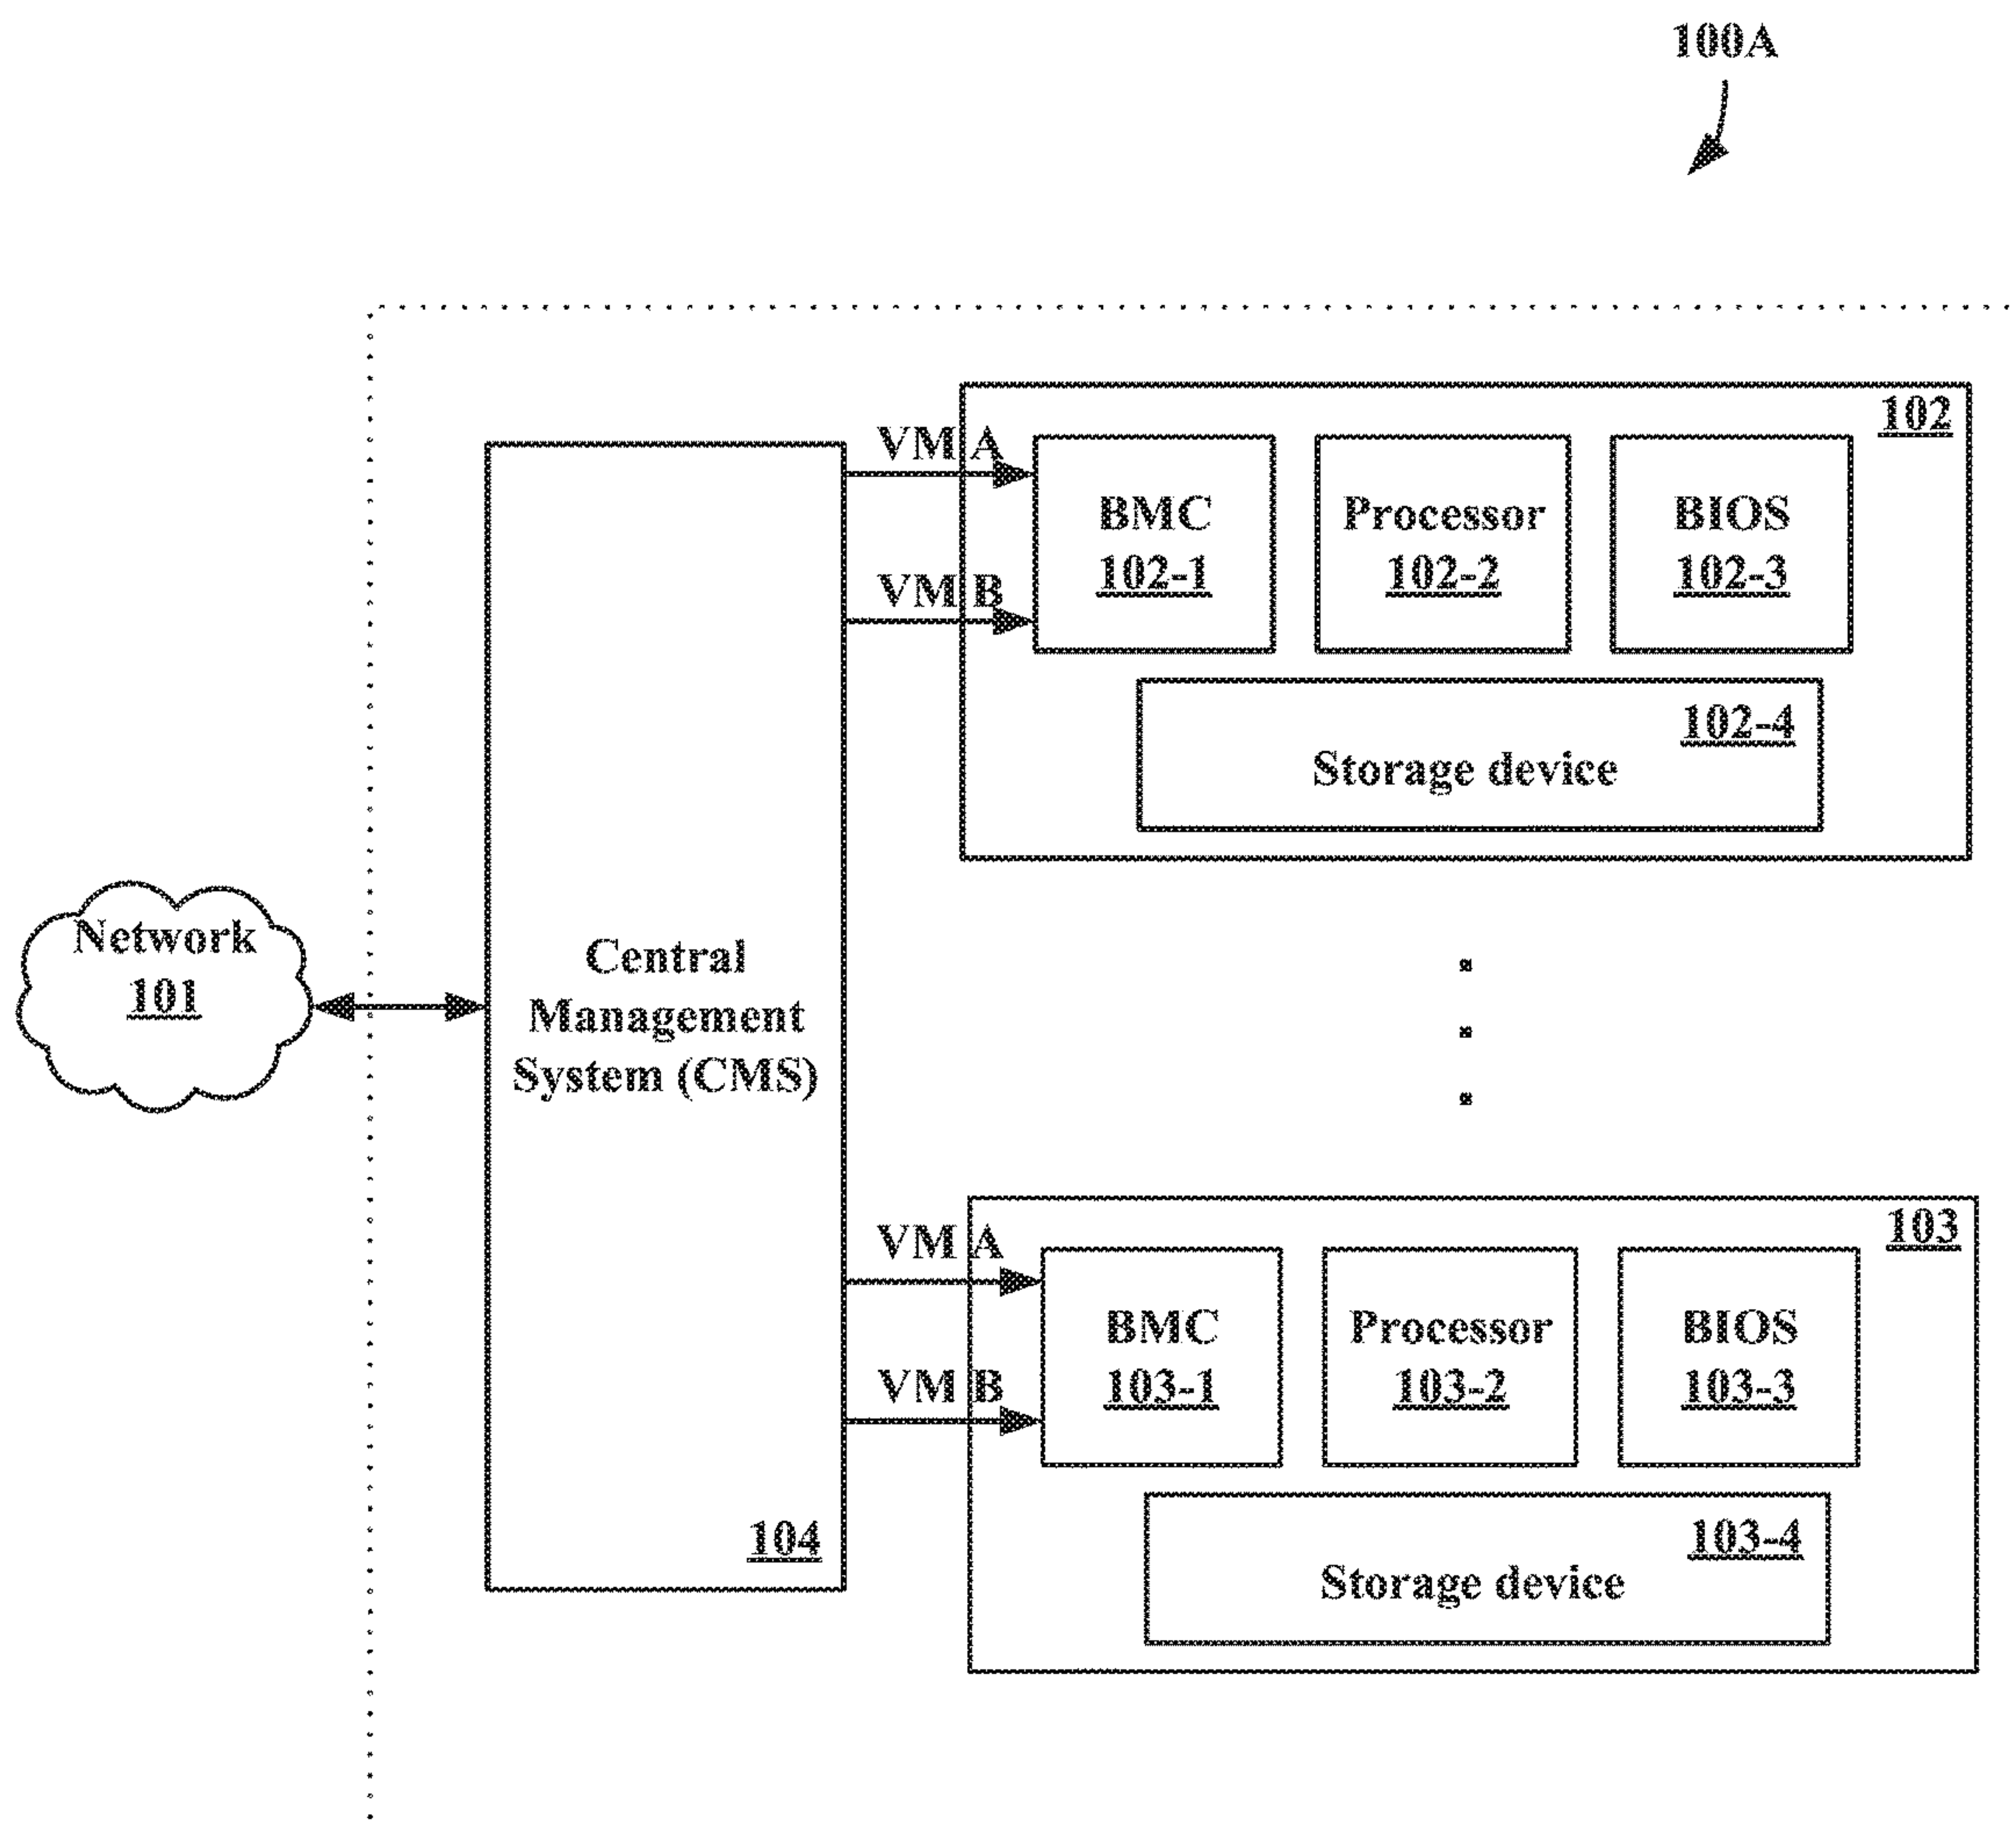 100A
102
VM A
BMC
102-1
Processor
102-2
BIOS
102-3
VM B
102-4
Storage device
Network
101
Central
Management
System (CMS)
103
VM A
BMC
103-1
Processor
103-2
BIOS
103-3
VM B
103-4
Storage device
104